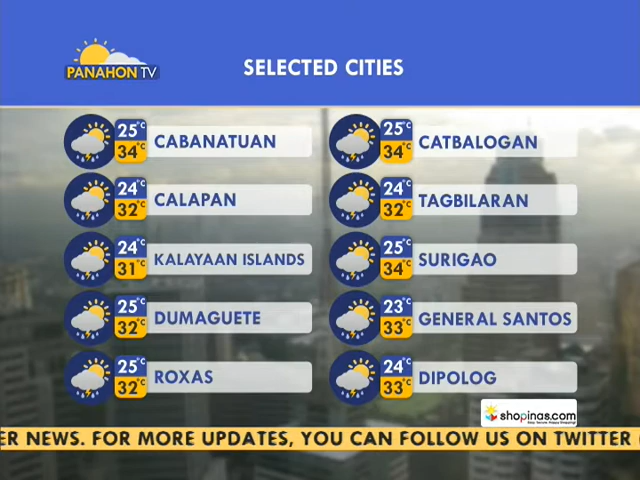 PANAHON TV
SELECTED CITIES
25°C
34°C
CABANATUAN
24°C
32°C
CALAPAN
24°C
31°C
KALAYAAN ISLANDS
25°C
32°C
DUMAGUETE
25°C
32°C
ROXAS
25°C
34°C
CATBALOGAN
24°C
32°C
TAGBILARAN
25°C
34°C
SURIGAO
23°C
33°C
GENERAL SANTOS
24°C
33°C
DIPOLOG
shopinas.com
ER NEWS. FOR MORE UPDATES, YOU CAN FOLLOW US ON TWITTER (